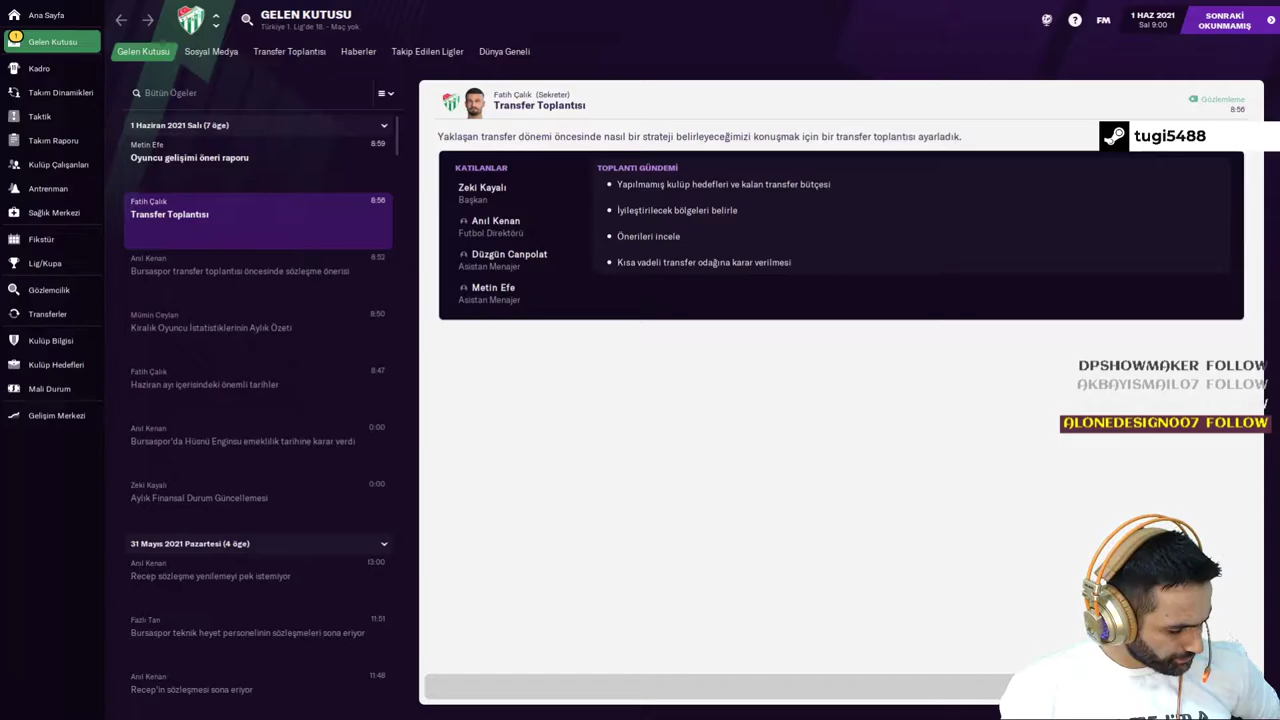 Ana Sayfa
1
Gelen Kutusu
Kadro
Takım Dinamikleri
Taktik
Takım Raporu
Kulüp Çalışanları
Antrenman
Sağlık Merkezi
Fikstür
Lig/Kupa
Gözlemcilik
Transferler
Kulüp Bilgisi
Kulüp Hedefleri
Mali Durum
Gelişim Merkezi
GELEN KUTUSU
Türkiye 1. Lig'de 18. - Maç yok.
FM
1 HAZ 2021
Sal 9:00
SONRAKİ
OKUNMAMIŞ
Gelen Kutusu
Sosyal Medya
Transfer Toplantısı
Haberler
Takip Edilen Ligler
Dünya Geneli
Bütün Ögeler
1 Haziran 2021 Salı (7 öge)
Metin Efe 8:59
Oyuncu gelişimi öneri raporu
Fatih Çalık 8:56
Transfer Toplantısı
Anıl Kenan 8:52
Bursaspor transfer toplantısı öncesinde sözleşme önerisi
Mümin Ceylan 8:50
Kiralık Oyuncu İstatistiklerinin Aylık Özeti
Fatih Çalık 8:47
Haziran ayı içerisindeki önemli tarihler
Anıl Kenan 0:00
Bursaspor'da Hüsnü Enginsu emeklilik tarihine karar verdi
Zeki Kayalı 0:00
Aylık Finansal Durum Güncellemesi
31 Mayıs 2021 Pazartesi (4 öge)
Anıl Kenan 13:00
Recep sözleşme yenilemeyi pek istemiyor
Fazlı Tan 11:51
Bursaspor teknik heyet personelinin sözleşmeleri sona eriyor
Anıl Kenan 11:48
Recep'in sözleşmesi sona eriyor
Fatih Çalık (Sekreter)
Transfer Toplantısı
Gözlemleme
8:56
Yaklaşan transfer dönemi öncesinde nasıl bir strateji belirleyeceğimizi konuşmak için bir transfer toplantısı ayarladık.
tugi5488
KATILANLAR
Zeki Kayalı
Başkan
Anıl Kenan
Futbol Direktörü
Düzgün Canpolat
Asistan Menajer
Metin Efe
Asistan Menajer
TOPLANTI GÜNDEMİ
Yapılmamış kulüp hedefleri ve kalan transfer bütçesi
İyileştirilecek bölgeleri belirle
Önerileri incele
Kısa vadeli transfer odağına karar verilmesi
DPSHOWMAKER FOLLOW
AKBAYISMAIL07 FOLLOW
ALONEDESIGN007 FOLLOW